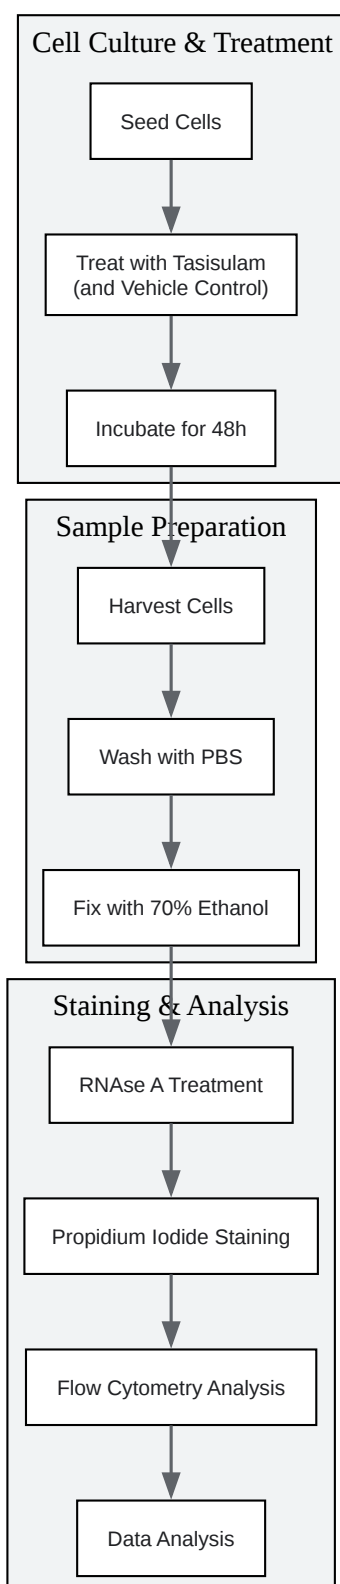 Cell Culture & Treatment
Seed Cells
Treat with Tasisulam
(and Vehicle Control)
Incubate for 48h
Sample Preparation
Harvest Cells
Wash with PBS
Fix with 70% Ethanol
Staining & Analysis
RNAse A Treatment
Propidium Iodide Staining
Flow Cytometry Analysis
Data Analysis